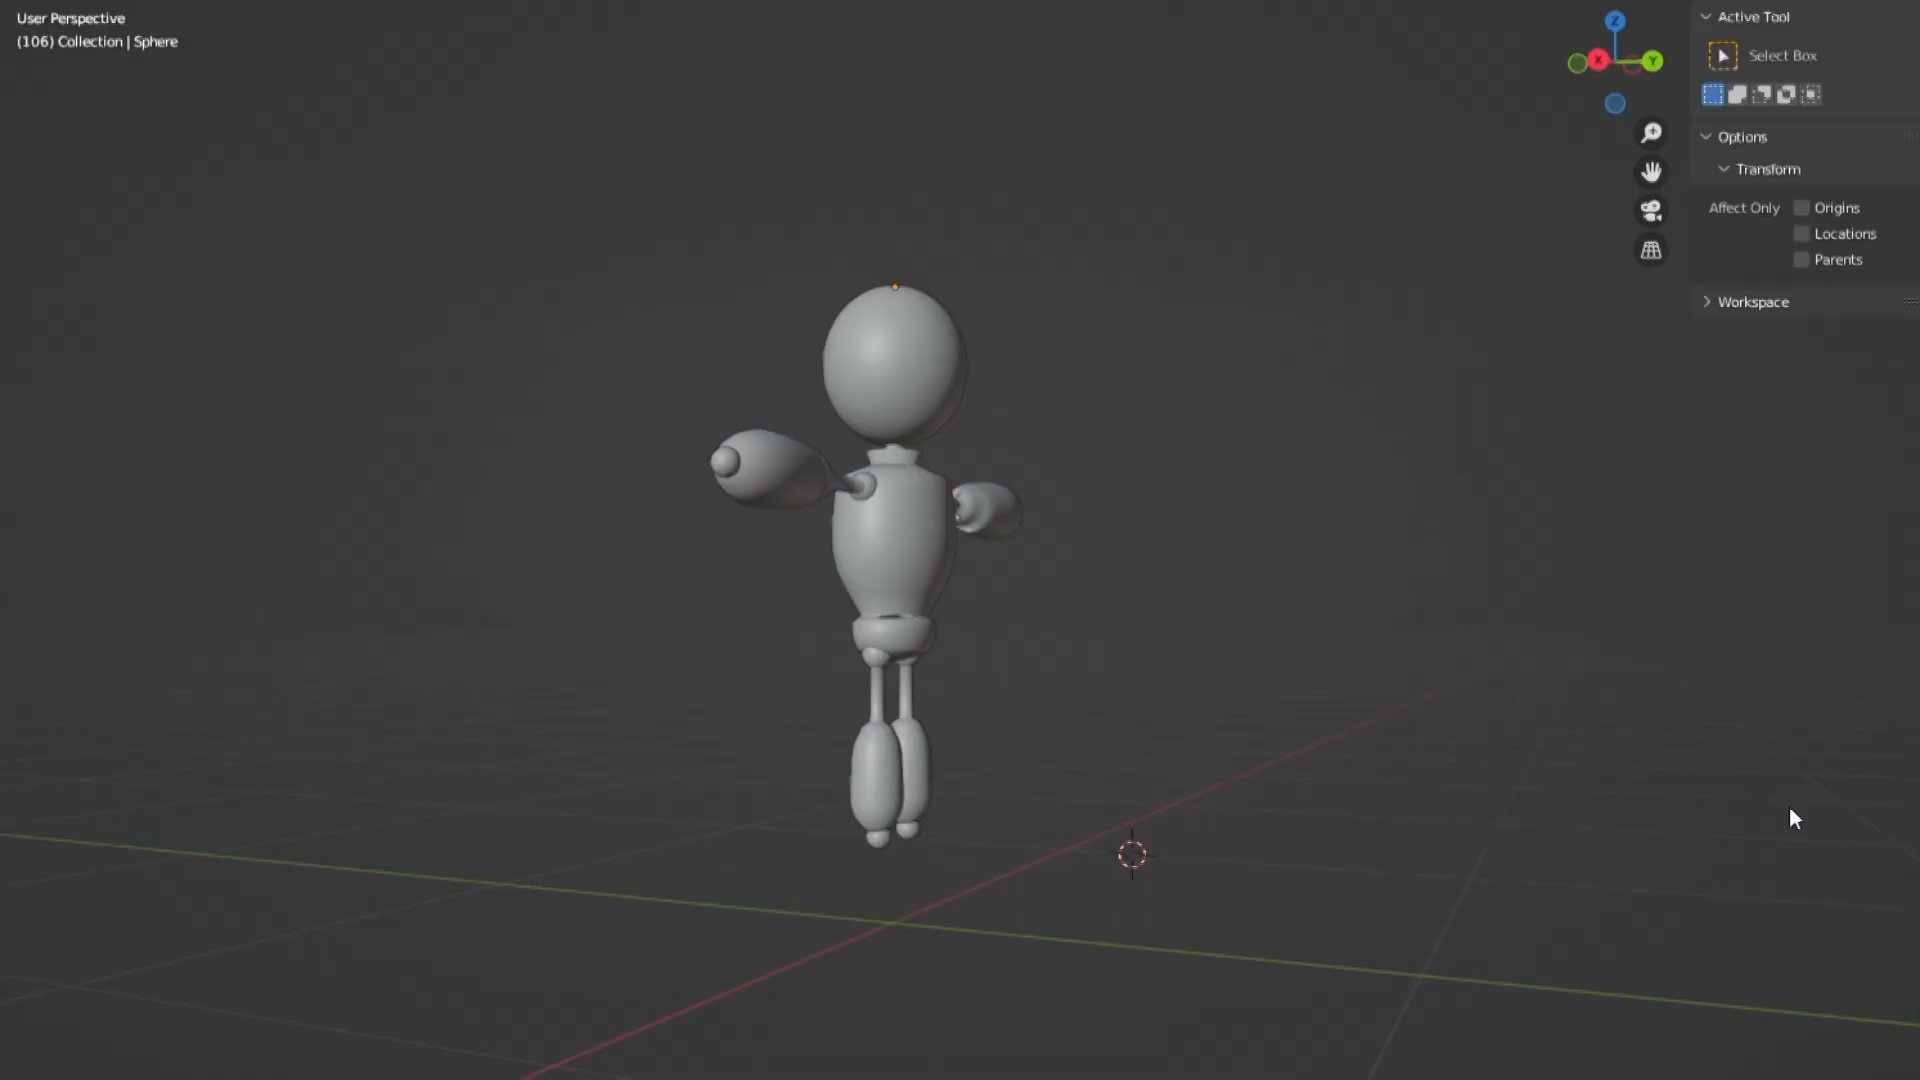 User Perspective
(106) Collection | Sphere
Z
X
Y
Active Tool
Select Box
Options
Transform
Affect Only Origins
Locations
Parents
Workspace